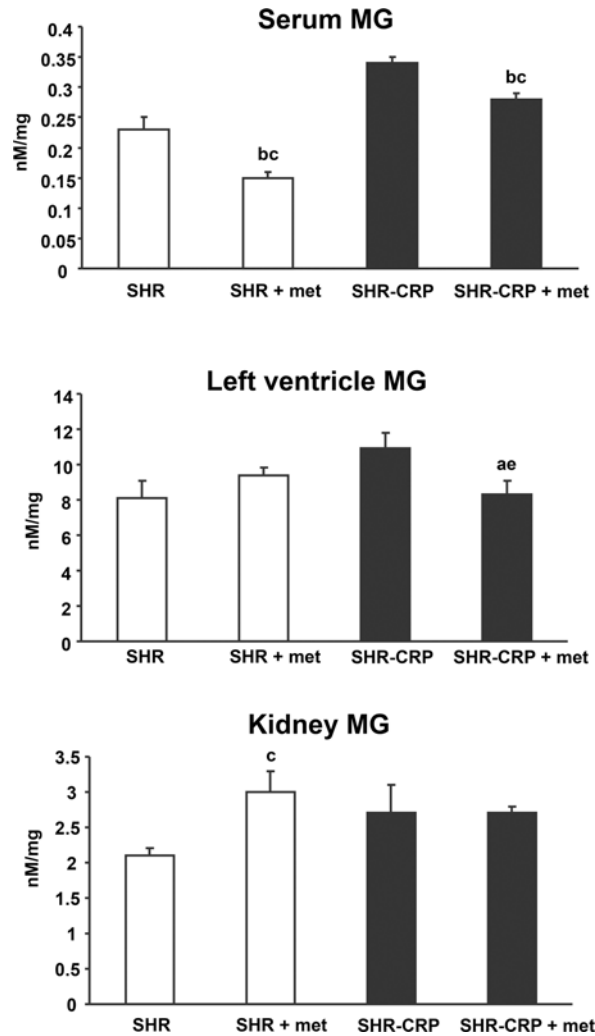 Serum MG
nM/mg
0.35
0.3
0.25
0.2
0.15
0.1
0.05
0
bc
bc
SHR
SHR + met
SHR-CRP
SHR-CRP + met
Left ventricle MG
nM/mg
14
12
10
8
6
4
2
0
ae
SHR
SHR + met
SHR-CRP
SHR-CRP + met
Kidney MG
nM/mg
3.5
3
2.5
2
1.5
1
0.5
0
c
SHR
SHR + met
SHR-CRP
SHR-CRP + met